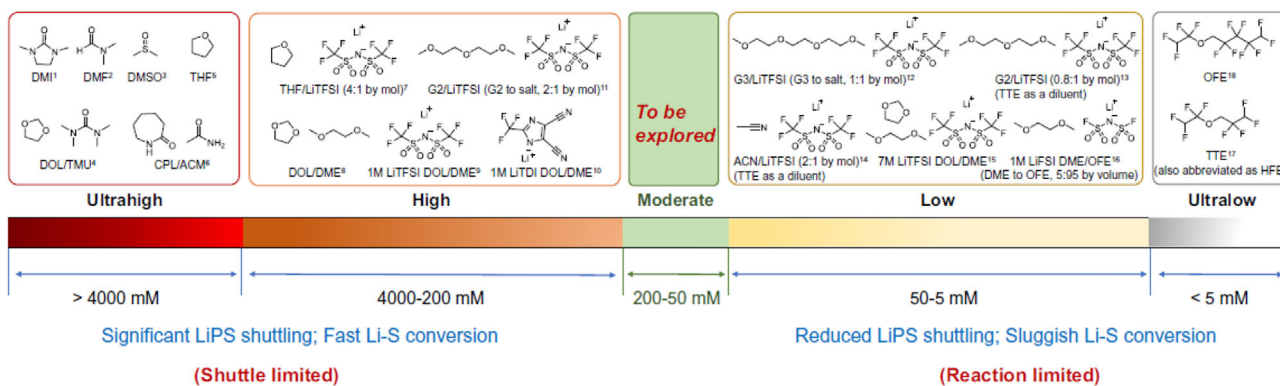 DMI¹ DMF² DMSO³ THF⁵
DOL/TMU⁴ CPL/ACM⁶
Ultrahigh
THF/LiTFSI (4:1 by mol)⁷ G2/LiTFSI (G2 to salt, 2:1 by mol)¹¹
DOL/DME⁸ 1M LiTFSI DOL/DME⁹ 1M LiTDI DOL/DME¹⁰
High
To be
explored
Moderate
G3/LiTFSI (G3 to salt, 1:1 by mol)¹² G2/LiTFSI (0.8:1 by mol)¹³
(TTE as a diluent)
ACN/LiTFSI (2:1 by mol)¹⁴ 7M LiTFSI DOL/DME¹⁵ 1M LiFSI DME/OFE¹⁶
(TTE as a diluent) (DME to OFE, 5:95 by volume)
Low
OFE¹⁸
TTE¹⁷
(also abbreviated as HFE)
Ultralow
> 4000 mM 4000-200 mM 200-50 mM 50-5 mM < 5 mM
Significant LiPS shuttling; Fast Li-S conversion Reduced LiPS shuttling; Sluggish Li-S Conversion
(Shuttle limited) (Reaction limited)